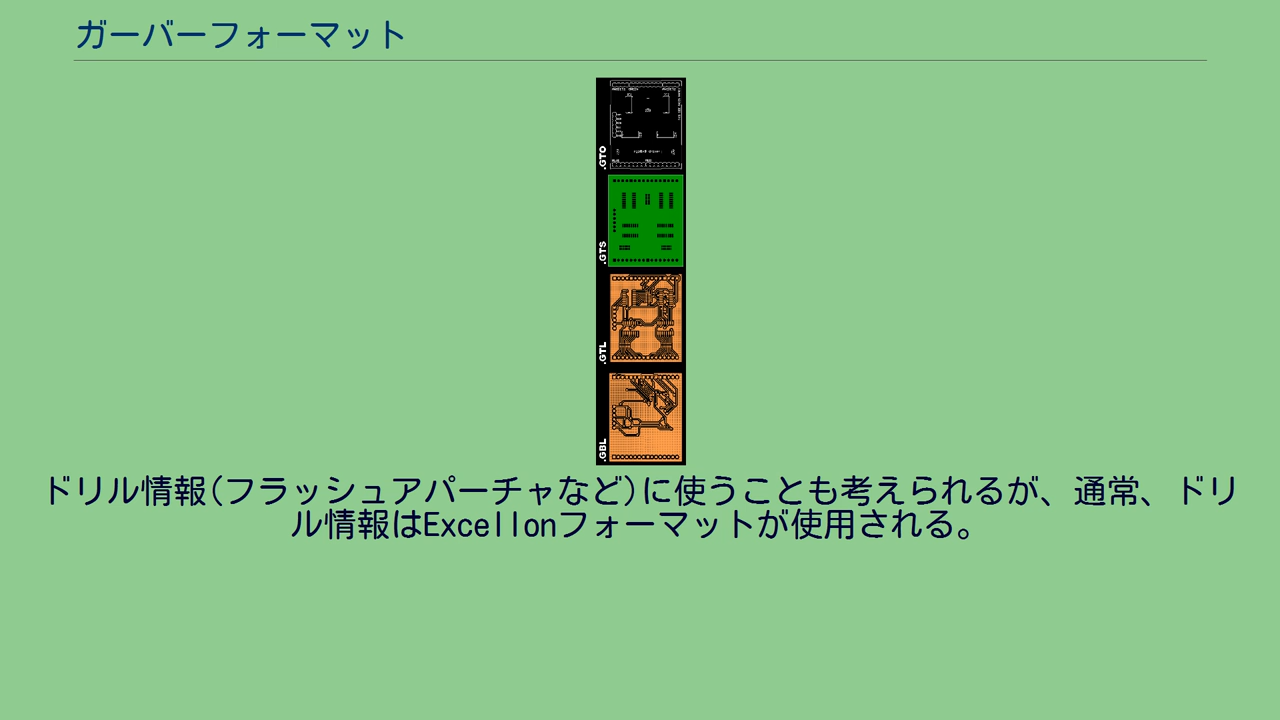 ガーバーフォーマット
.GTO
.GTS
.GTL
.GBL
ドリル情報(フラッシュアパーチャなど)に使うことも考えられるが、通常、ドリ
ル情報はExcellonフォーマットが使用される。